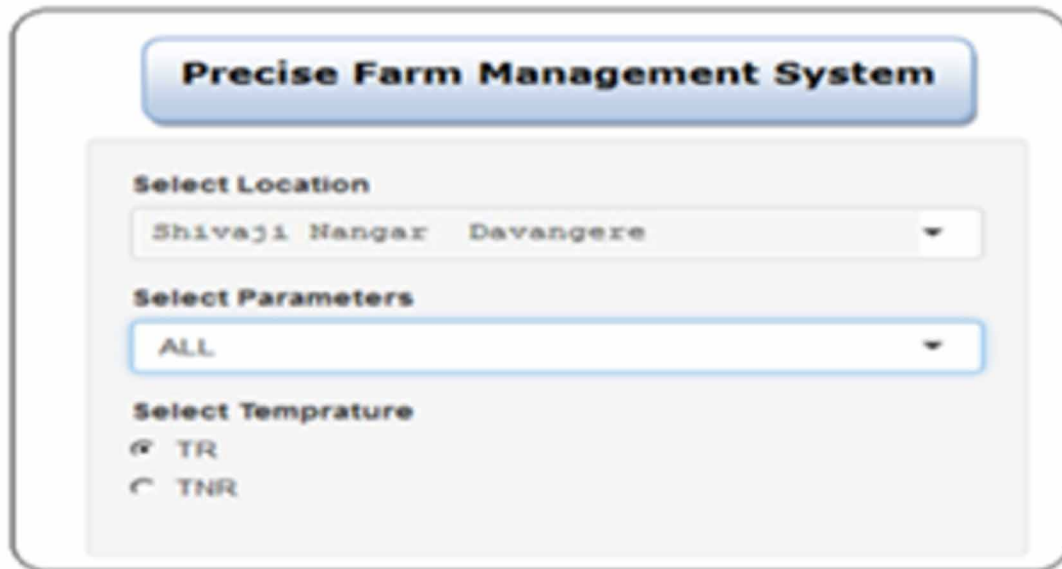 Precise Farm Management System
Select Location
Shivaji Nangar Davangere
Select Parameters
ALL
Select Temprature
TR
TNR